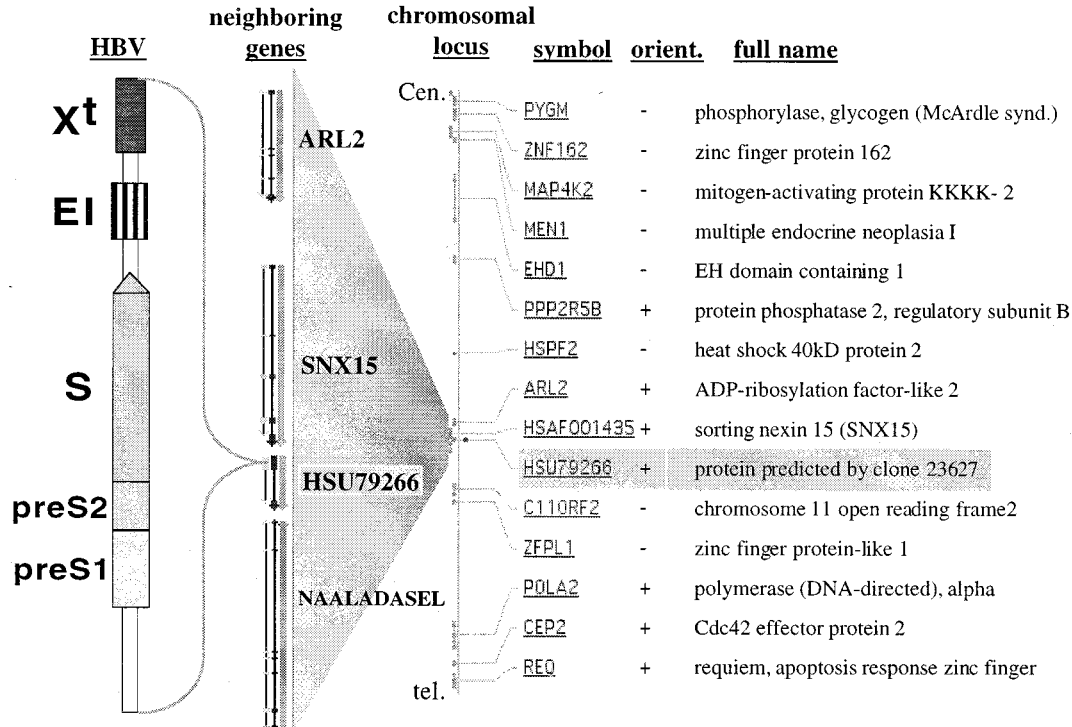 HBV
neighboring genes
chromosomal locus
symbol orient. full name
Xt
EI
S
preS2
preS1
ARL2
SNX15
HSU79266
NAALADASEL
Cen.
tel.
PYGM - phosphorylase, glycogen (McArdle synd.)
ZNF162 - zinc finger protein 162
MAP4K2 - mitogen-activating protein KKKK- 2
MEN1 - multiple endocrine neoplasia I
EHD1 - EH domain containing 1
PPP2R5B + protein phosphatase 2, regulatory subunit B
HSPF2 - heat shock 40kD protein 2
ARL2 + ADP-ribosylation factor-like 2
HSAF001435 + sorting nexin 15 (SNX15)
HSU79266 + protein predicted by clone 23627
C11ORF2 - chromosome 11 open reading frame2
ZFPL1 - zinc finger protein-like 1
POLA2 + polymerase (DNA-directed), alpha
CEP2 + Cdc42 effector protein 2
REQ + requiem, apoptosis response zinc finger